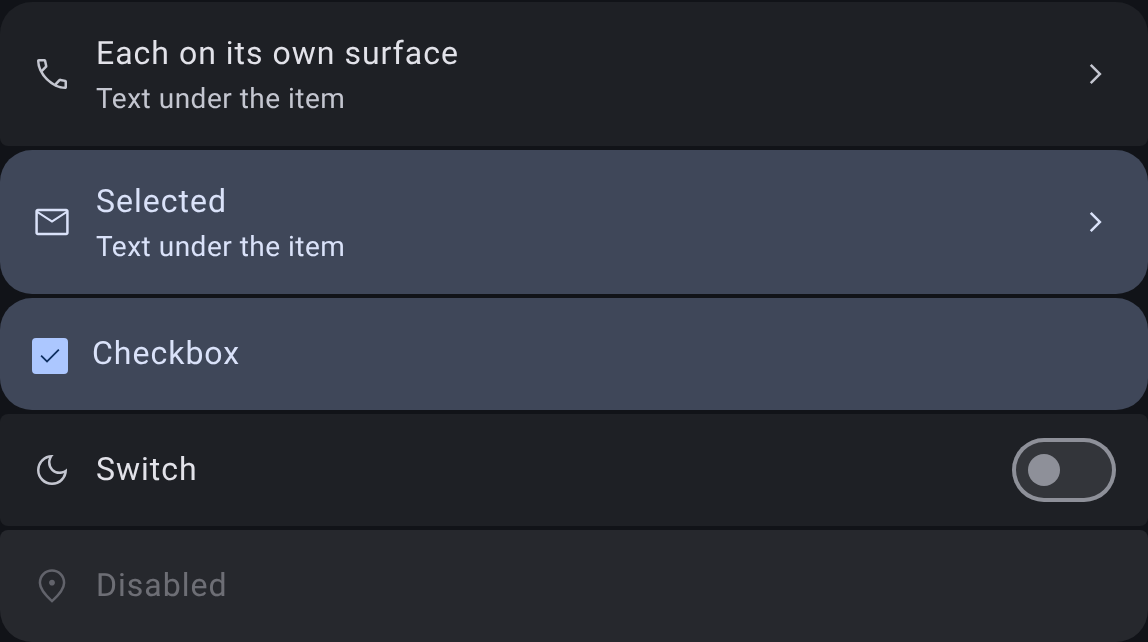 Each on its own surface
Text under the item
Selected
Text under the item
Checkbox
Switch
Disabled